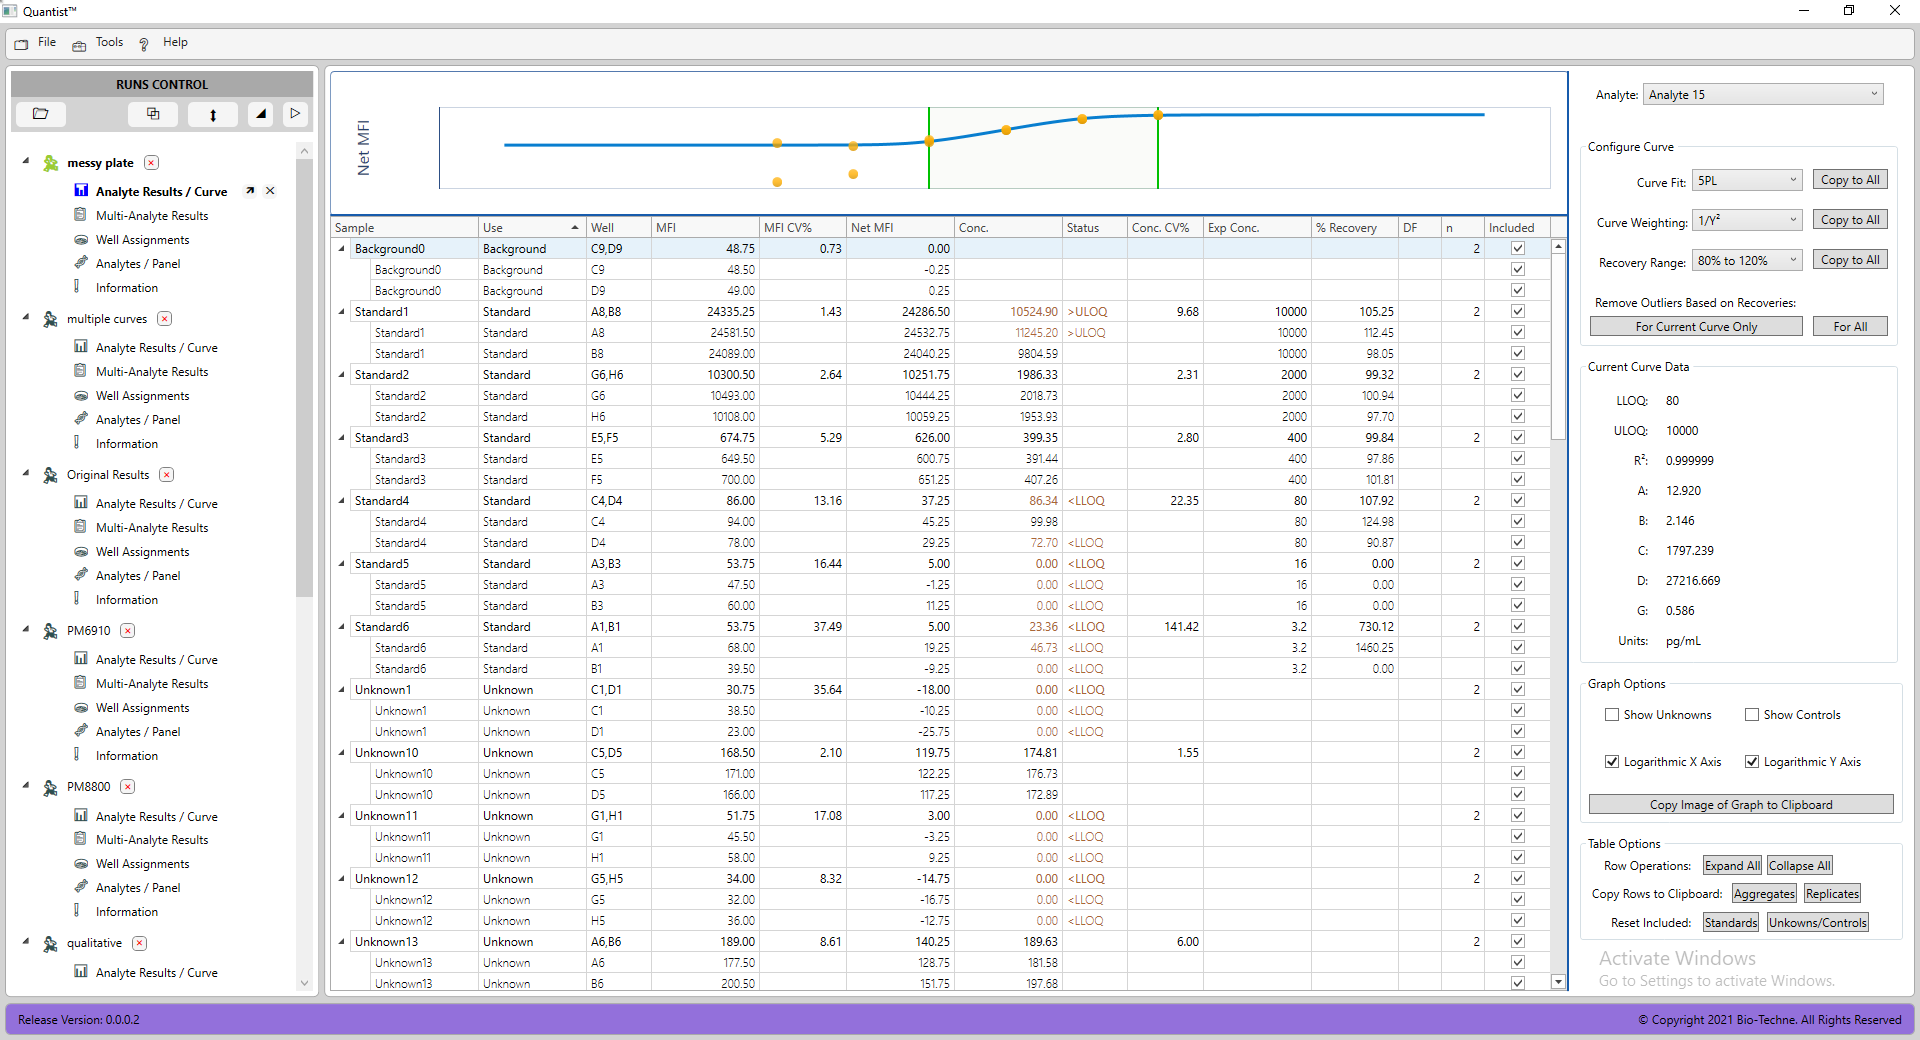 Quantist™
File Tools Help
RUNS CONTROL
messy plate
Analyte Results / Curve
Multi-Analyte Results
Well Assignments
Analytes / Panel
Information
multiple curves
Analyte Results / Curve
Multi-Analyte Results
Well Assignments
Analytes / Panel
Information
Original Results
Analyte Results / Curve
Multi-Analyte Results
Well Assignments
Analytes / Panel
Information
PM6910
Analyte Results / Curve
Multi-Analyte Results
Well Assignments
Analytes / Panel
Information
PM8800
Analyte Results / Curve
Multi-Analyte Results
Well Assignments
Analytes / Panel
Information
qualitative
Analyte Results / Curve
Net MFI
Sample Use Well MFI MFI CV% Net MFI Conc. Status Conc. CV% Exp Conc. % Recovery DF n Included
Background0 Background C9,D9 48.75 0.73 0.00 2
Background0 Background C9 48.50 -0.25
Background0 Background D9 49.00 0.25
Standard1 Standard A8,B8 24335.25 1.43 24286.50 10524.90 >ULOQ 9.68 10000 105.25 2
Standard1 Standard A8 24581.50 24532.75 11245.20 >ULOQ 10000 112.45
Standard1 Standard B8 24089.00 24040.25 9804.59 10000 98.05
Standard2 Standard G6,H6 10300.50 2.64 10251.75 1986.33 2.31 2000 99.32 2
Standard2 Standard G6 10493.00 10444.25 2018.73 2000 100.94
Standard2 Standard H6 10108.00 10059.25 1953.93 2000 97.70
Standard3 Standard E5,F5 674.75 5.29 626.00 399.35 2.80 400 99.84 2
Standard3 Standard E5 649.50 600.75 391.44 400 97.86
Standard3 Standard F5 700.00 651.25 407.26 400 101.81
Standard4 Standard C4,D4 86.00 13.16 37.25 86.34 <LLOQ 22.35 80 107.92 2
Standard4 Standard C4 94.00 45.25 99.98 80 124.98
Standard4 Standard D4 78.00 29.25 72.70 <LLOQ 80 90.87
Standard5 Standard A3,B3 53.75 16.44 5.00 0.00 <LLOQ 16 0.00 2
Standard5 Standard A3 47.50 -1.25 0.00 <LLOQ 16 0.00
Standard5 Standard B3 60.00 11.25 0.00 <LLOQ 16 0.00
Standard6 Standard A1,B1 53.75 37.49 5.00 23.36 <LLOQ 141.42 3.2 730.12 2
Standard6 Standard A1 68.00 19.25 46.73 <LLOQ 3.2 1460.25
Standard6 Standard B1 39.50 -9.25 0.00 <LLOQ 3.2 0.00
Unknown1 Unknown C1,D1 30.75 35.64 -18.00 0.00 <LLOQ 2
Unknown1 Unknown C1 38.50 -10.25 0.00 <LLOQ
Unknown1 Unknown D1 23.00 -25.75 0.00 <LLOQ
Unknown10 Unknown C5,D5 168.50 2.10 119.75 174.81 1.55 2
Unknown10 Unknown C5 171.00 122.25 176.73
Unknown10 Unknown D5 166.00 117.25 172.89
Unknown11 Unknown G1,H1 51.75 17.08 3.00 0.00 <LLOQ 2
Unknown11 Unknown G1 45.50 -3.25 0.00 <LLOQ
Unknown11 Unknown H1 58.00 9.25 0.00 <LLOQ
Unknown12 Unknown G5,H5 34.00 8.32 -14.75 0.00 <LLOQ 2
Unknown12 Unknown G5 32.00 -16.75 0.00 <LLOQ
Unknown12 Unknown H5 36.00 -12.75 0.00 <LLOQ
Unknown13 Unknown A6,B6 189.00 8.61 140.25 189.63 6.00 2
Unknown13 Unknown A6 177.50 128.75 181.58
Unknown13 Unknown B6 200.50 151.75 197.68
Analyte: Analyte 15
Configure Curve
Curve Fit: 5PL Copy to All
Curve Weighting: 1/Y² Copy to All
Recovery Range: 80% to 120% Copy to All
Remove Outliers Based on Recoveries:
For Current Curve Only For All
Current Curve Data
LLOQ: 80
ULOQ: 10000
R²: 0.999999
A: 12.920
B: 2.146
C: 1797.239
D: 27216.669
G: 0.586
Units: pg/mL
Graph Options
Show Unknowns Show Controls
Logarithmic X Axis Logarithmic Y Axis
Copy Image of Graph to Clipboard
Table Options
Row Operations: Expand All Collapse All
Copy Rows to Clipboard: Aggregates Replicates
Reset Included: Standards Unkowns/Controls
Activate Windows
Go to Settings to activate Windows.
Release Version: 0.0.0.2
© Copyright 2021 Bio-Techne. All Rights Reserved